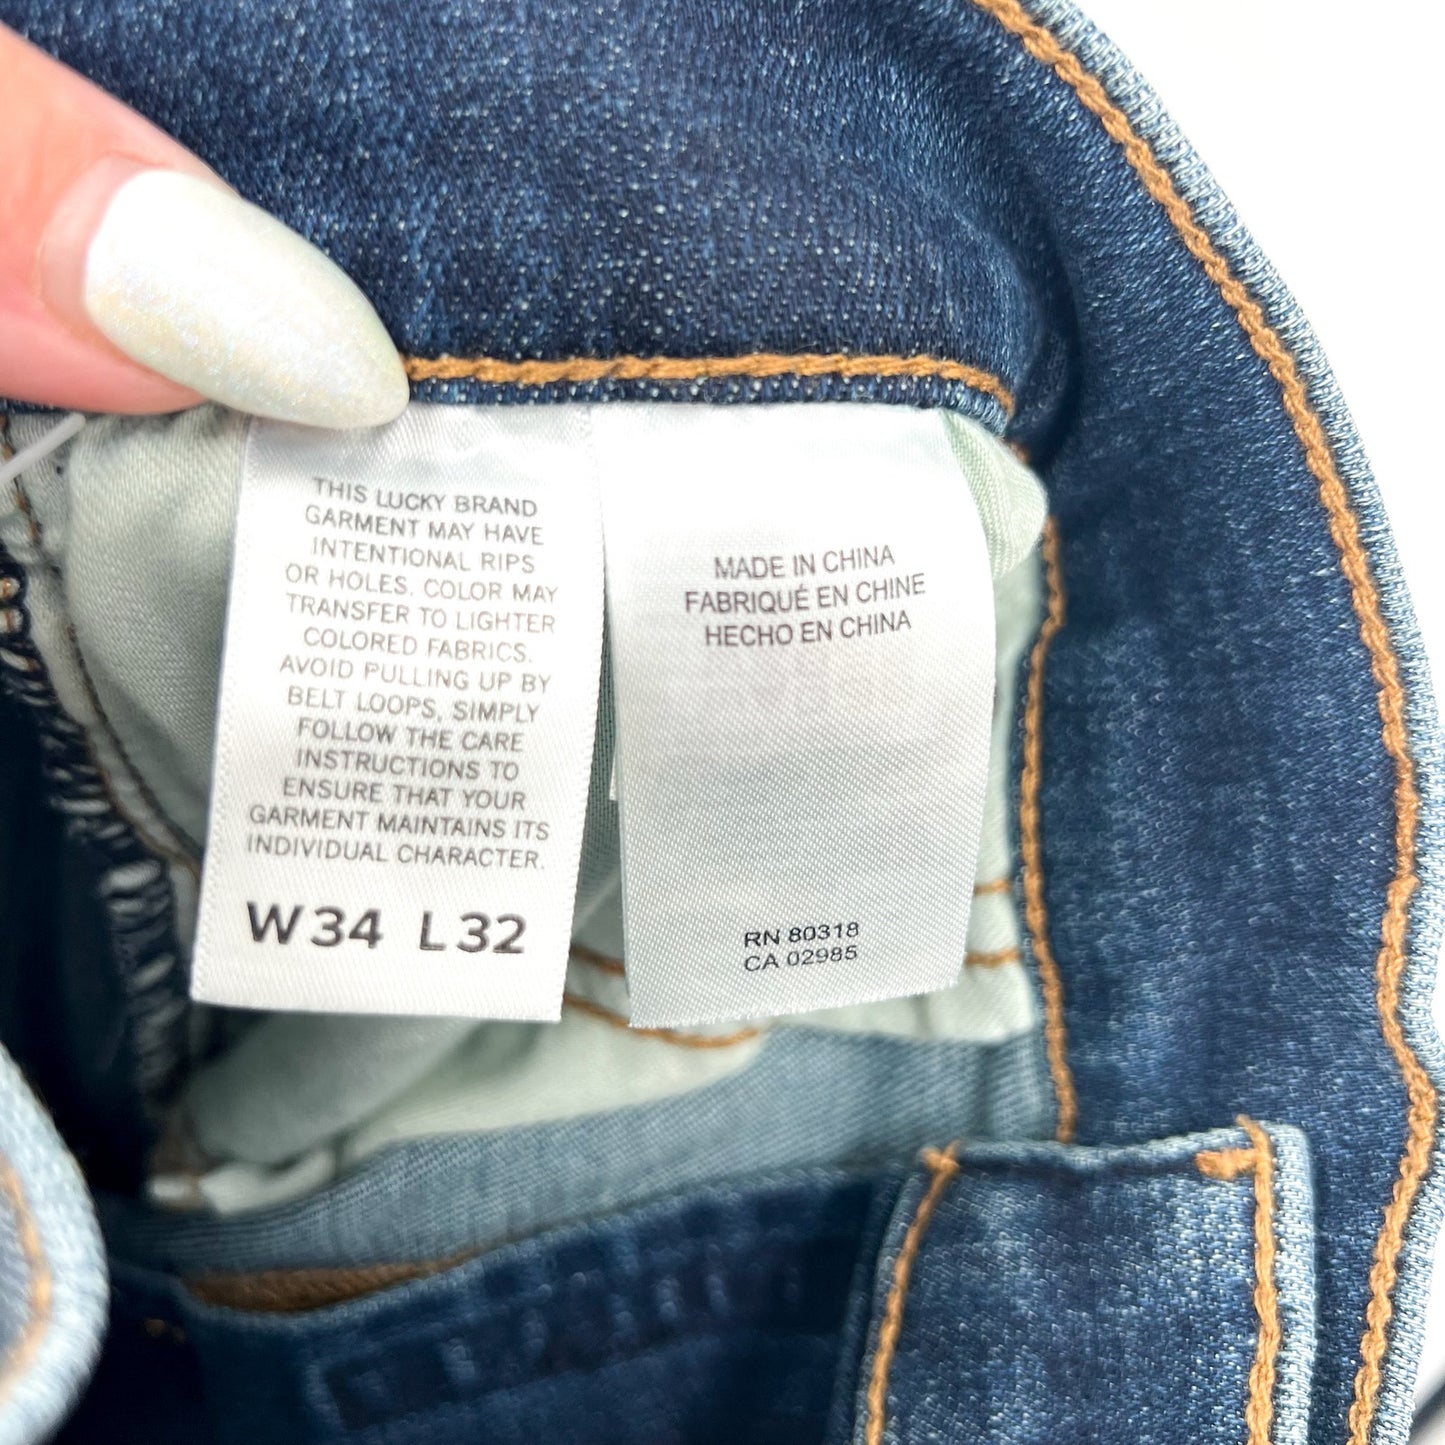 THIS LUCKY BRAND
GARMENT MAY HAVE
INTENTIONAL RIPS
OR HOLES. COLOR MAY
TRANSFER TO LIGHTER
COLORED FABRICS.
AVOID PULLING UP BY
BELT LOOPS, SIMPLY
FOLLOW THE CARE
INSTRUCTIONS TO
ENSURE THAT YOUR
GARMENT MAINTAINS ITS
INDIVIDUAL CHARACTER.
W34 L32
MADE IN CHINA
FABRIQUÉ EN CHINE
HECHO EN CHINA
RN 80318
CA 02985